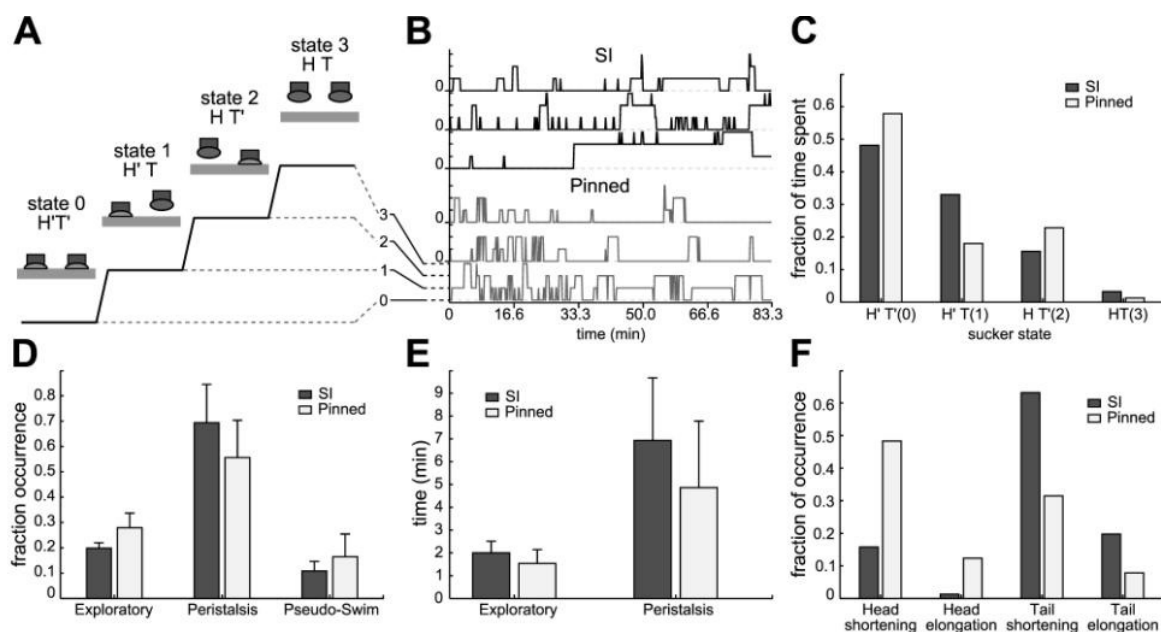 A
state 0
H'T'
state 1
H' T
state 2
H T'
state 3
H T
3
2
1
0
B
SI
0
0
0
Pinned
0
0
0
0 16.6 33.3 50.0 66.6 83.3
time (min)
C
SI
Pinned
fraction of time spent
0.6
0.5
0.4
0.3
0.2
0.1
0
H' T'(0) H' T(1) H T'(2) HT(3)
sucker state
D
SI
Pinned
fraction occurrence
0.8
0.7
0.6
0.5
0.4
0.3
0.2
0.1
Exploratory Peristalsis Pseudo-Swim
E
SI
Pinned
time (min)
9
8
7
6
5
4
3
2
1
Exploratory Peristalsis
F
SI
Pinned
fraction of occurrence
0.6
0.5
0.4
0.3
0.2
0.1
0
Head Head Tail Tail
shortening elongation shortening elongation